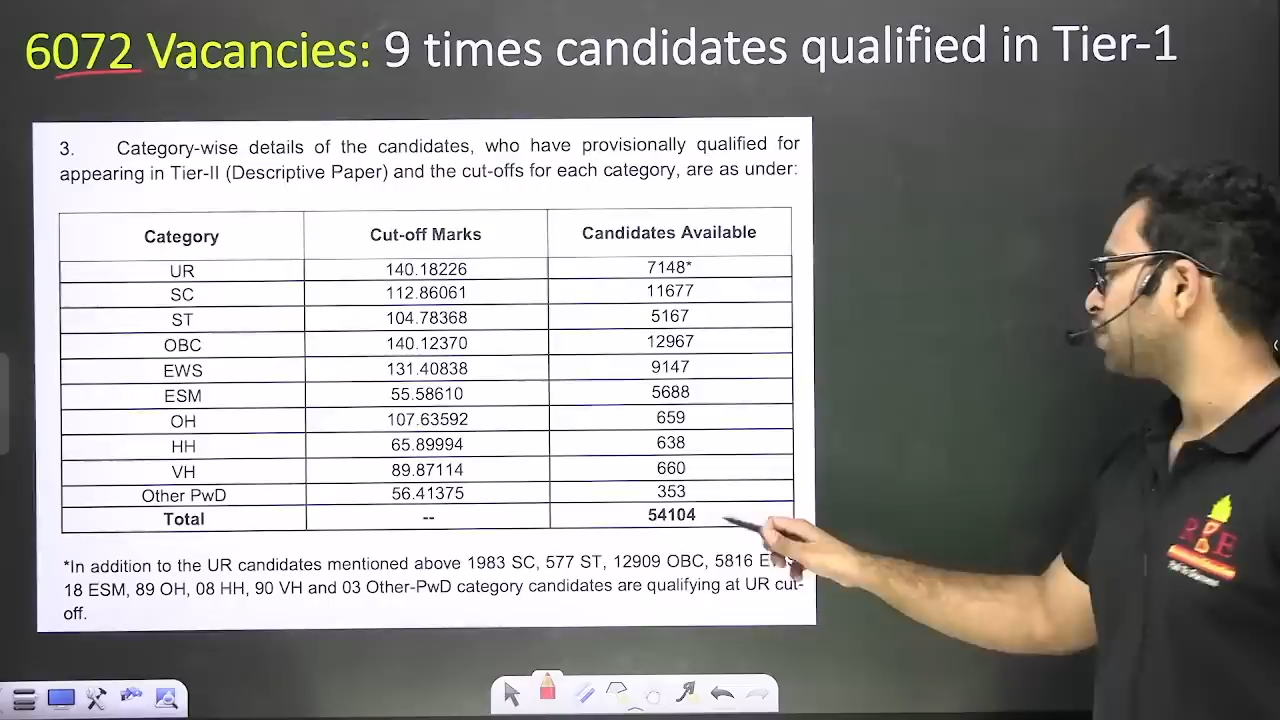 6072 Vacancies: 9 times candidates qualified in Tier-1
3. Category-wise details of the candidates, who have provisionally qualified for
appearing in Tier-II (Descriptive Paper) and the cut-offs for each category, are as under:
Category Cut-off Marks Candidates Available
UR 140.18226 7148*
SC 112.86061 11677
ST 104.78368 5167
OBC 140.12370 12967
EWS 131.40838 9147
ESM 55.58610 5688
OH 107.63592 659
HH 65.89994 638
VH 89.87114 660
Other PwD 56.41375 353
Total -- 54104
*In addition to the UR candidates mentioned above 1983 SC, 577 ST, 12909 OBC, 5816
18 ESM, 89 OH, 08 HH, 90 VH and 03 Other-PwD category candidates are qualifying at UR cut-
off.